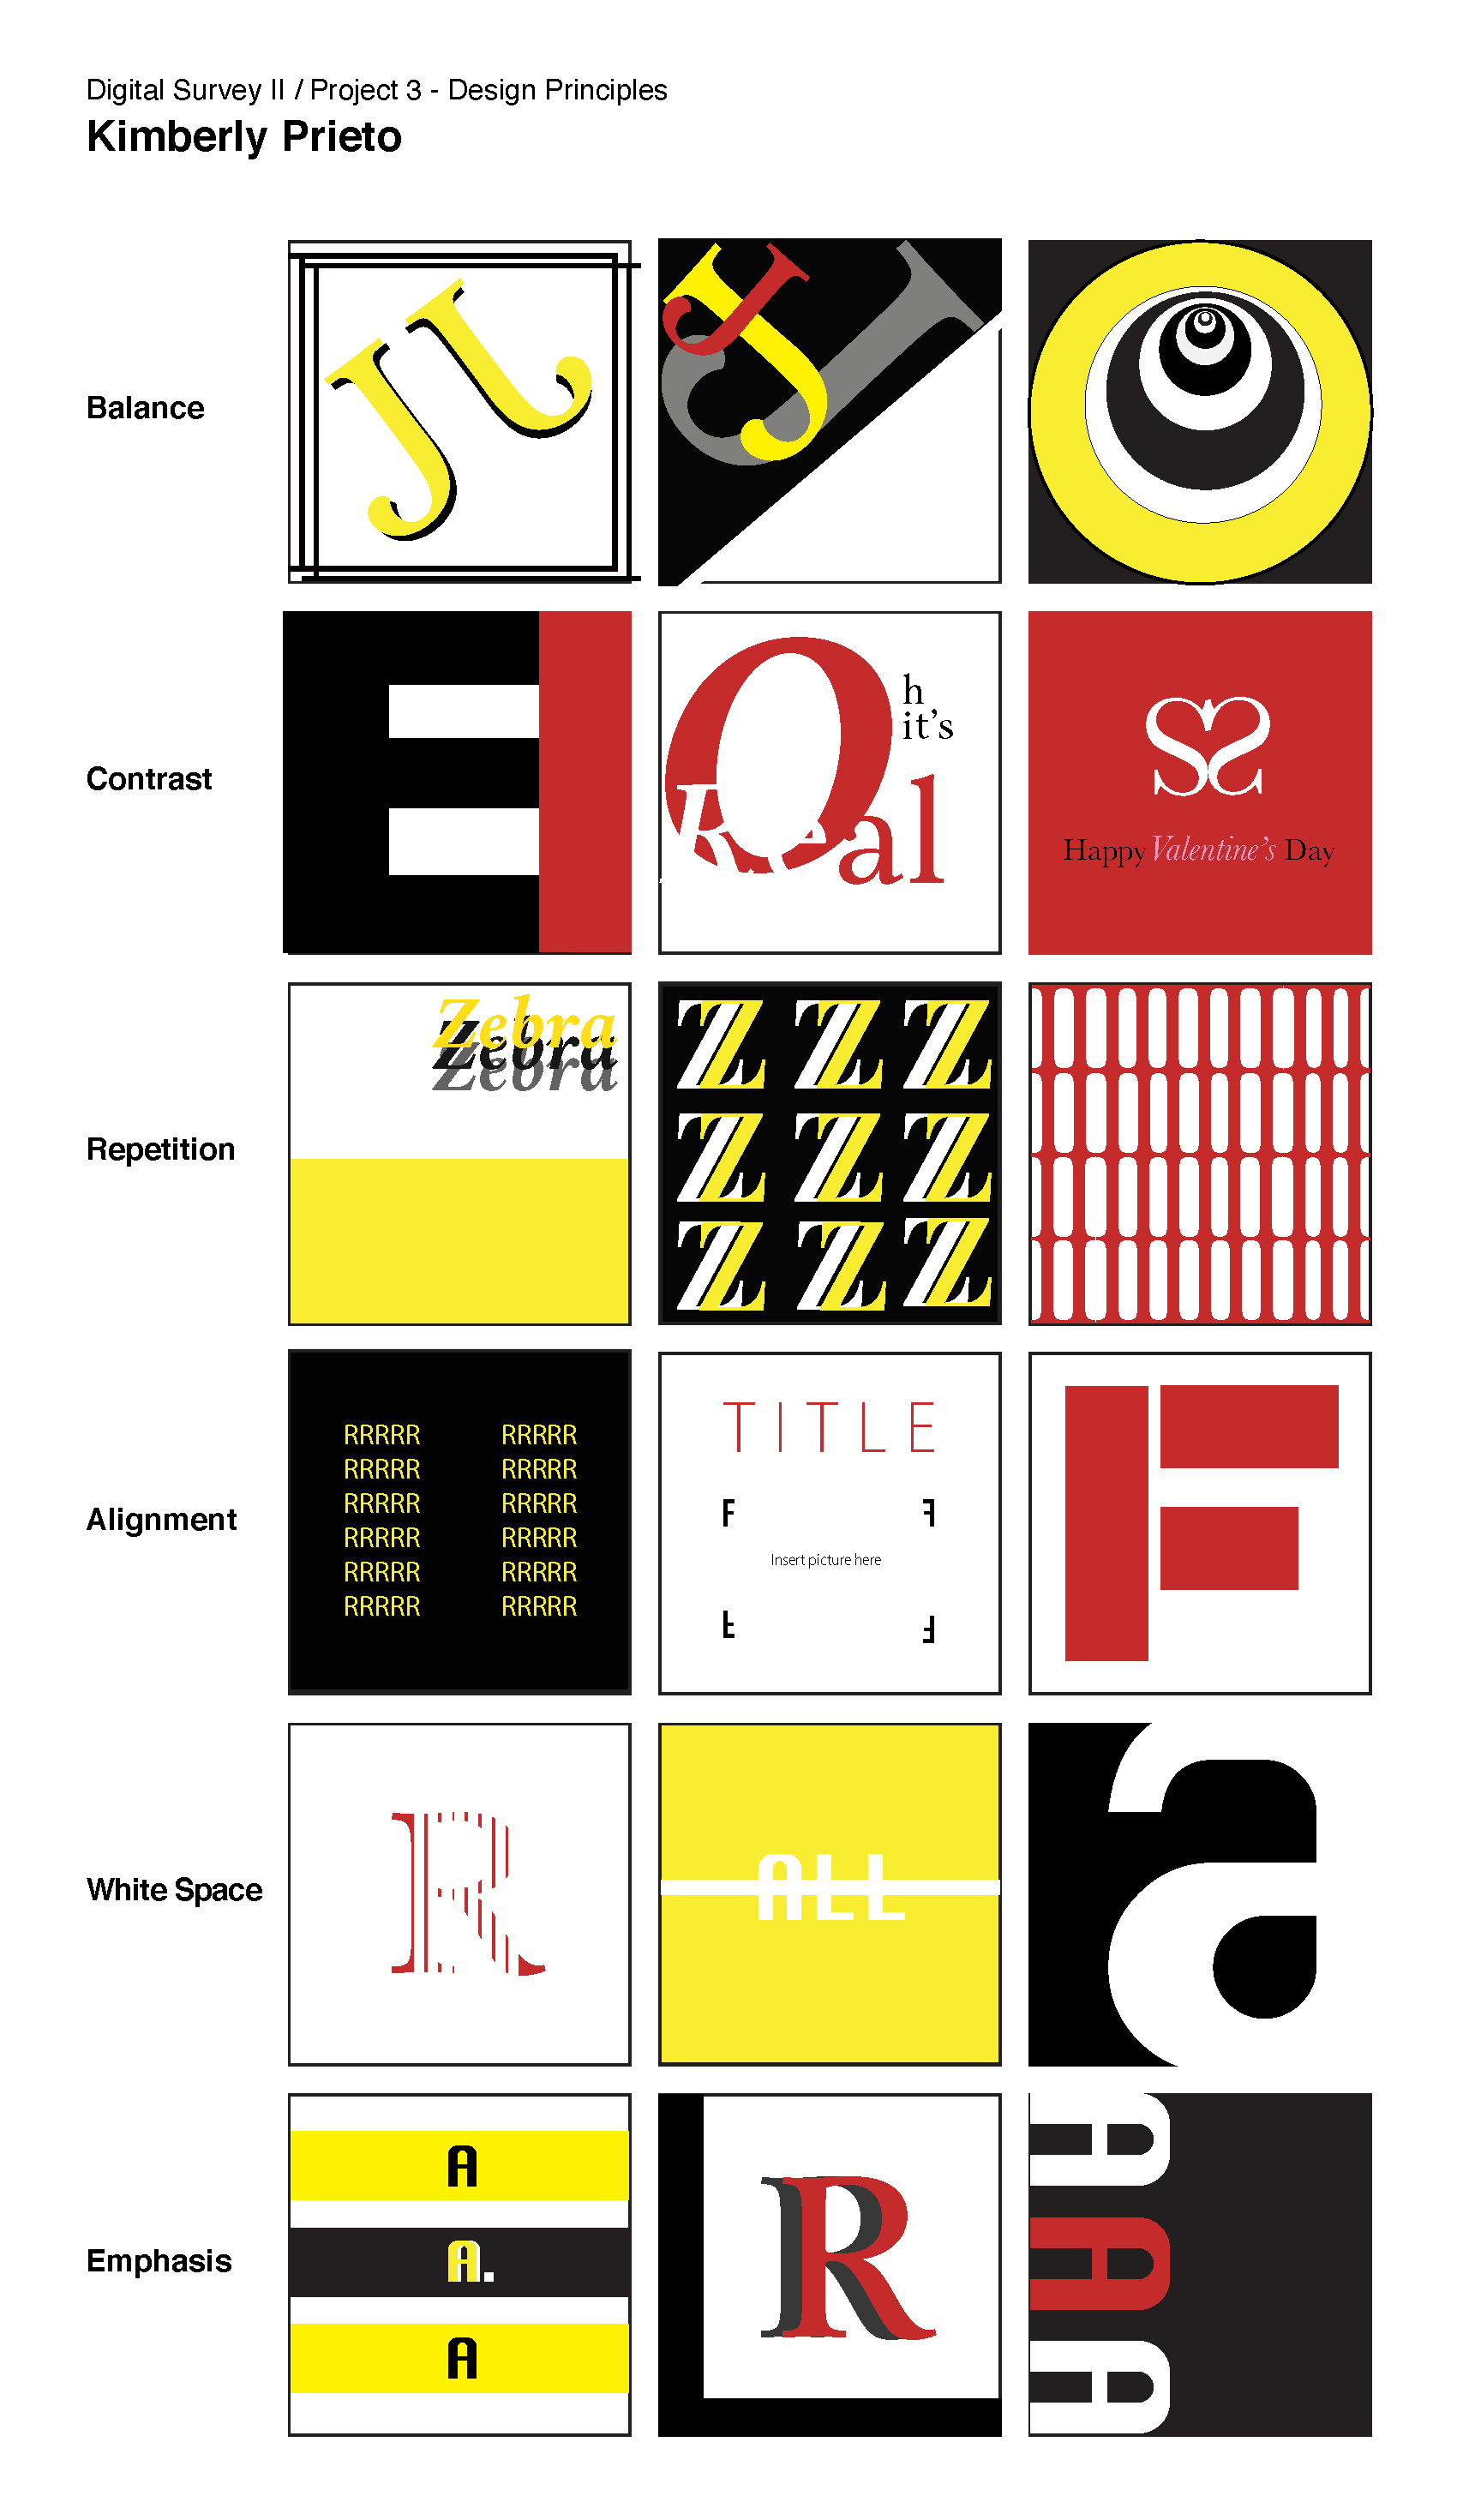 Digital Survey II / Project 3 - Design Principles
Kimberly Prieto
Balance
J J
J J J
Contrast
E
Oh
it's
Real
S S
Happy Valentine's Day
Repetition
Zebra
Zebra
Zebra
Z Z Z Z Z Z
Z Z Z Z Z Z
Z Z Z Z Z Z
Alignment
RRRRR RRRRR
RRRRR RRRRR
RRRRR RRRRR
RRRRR RRRRR
RRRRR RRRRR
RRRRR RRRRR
TITLE
F F
Insert picture here
F F
F
White Space
R
ALL
a
Emphasis
A
A.
A
R
A
A
A